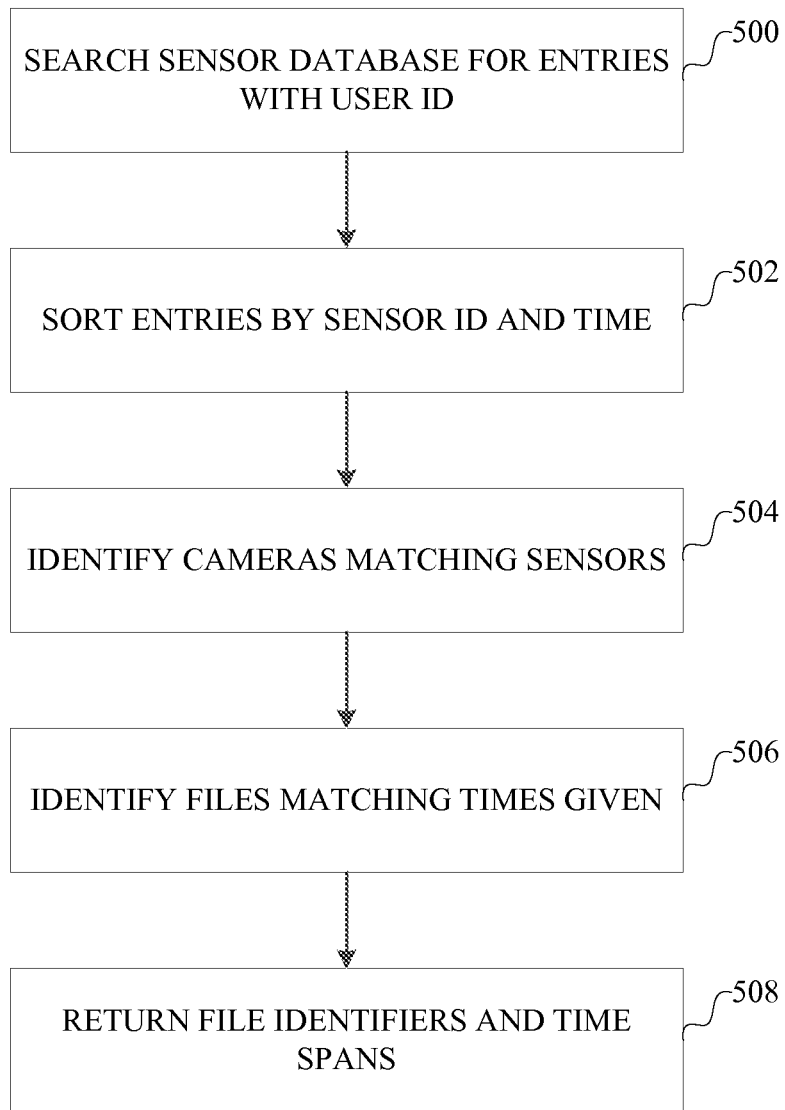 SEARCH SENSOR DATABASE FOR ENTRIES
WITH USER ID
500
SORT ENTRIES BY SENSOR ID AND TIME
502
IDENTIFY CAMERAS MATCHING SENSORS
504
IDENTIFY FILES MATCHING TIMES GIVEN
506
RETURN FILE IDENTIFIERS AND TIME
SPANS
508